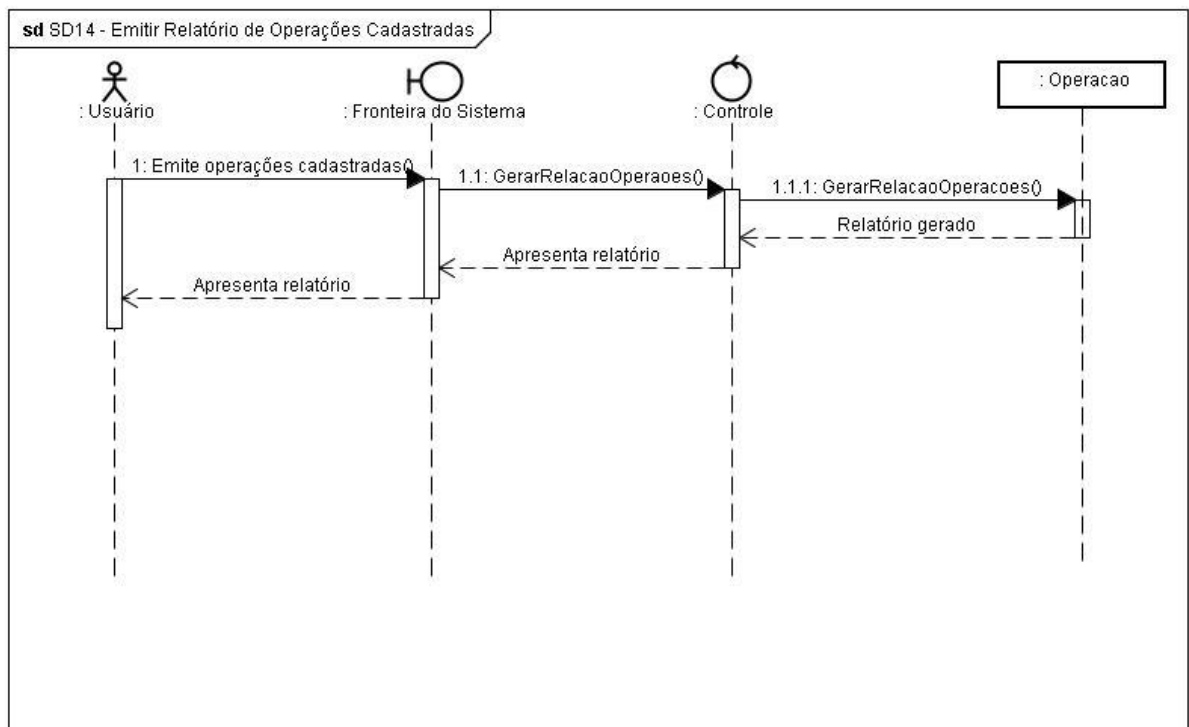 sd SD14 - Emitir Relatório de Operações Cadastradas
: Usuário
: Fronteira do Sistema
: Controle
: Operacao
1: Emite operações cadastradas()
1.1: GerarRelacaoOperaoes()
1.1.1: GerarRelacaoOperacoes()
Relatório gerado
Apresenta relatório
Apresenta relatório